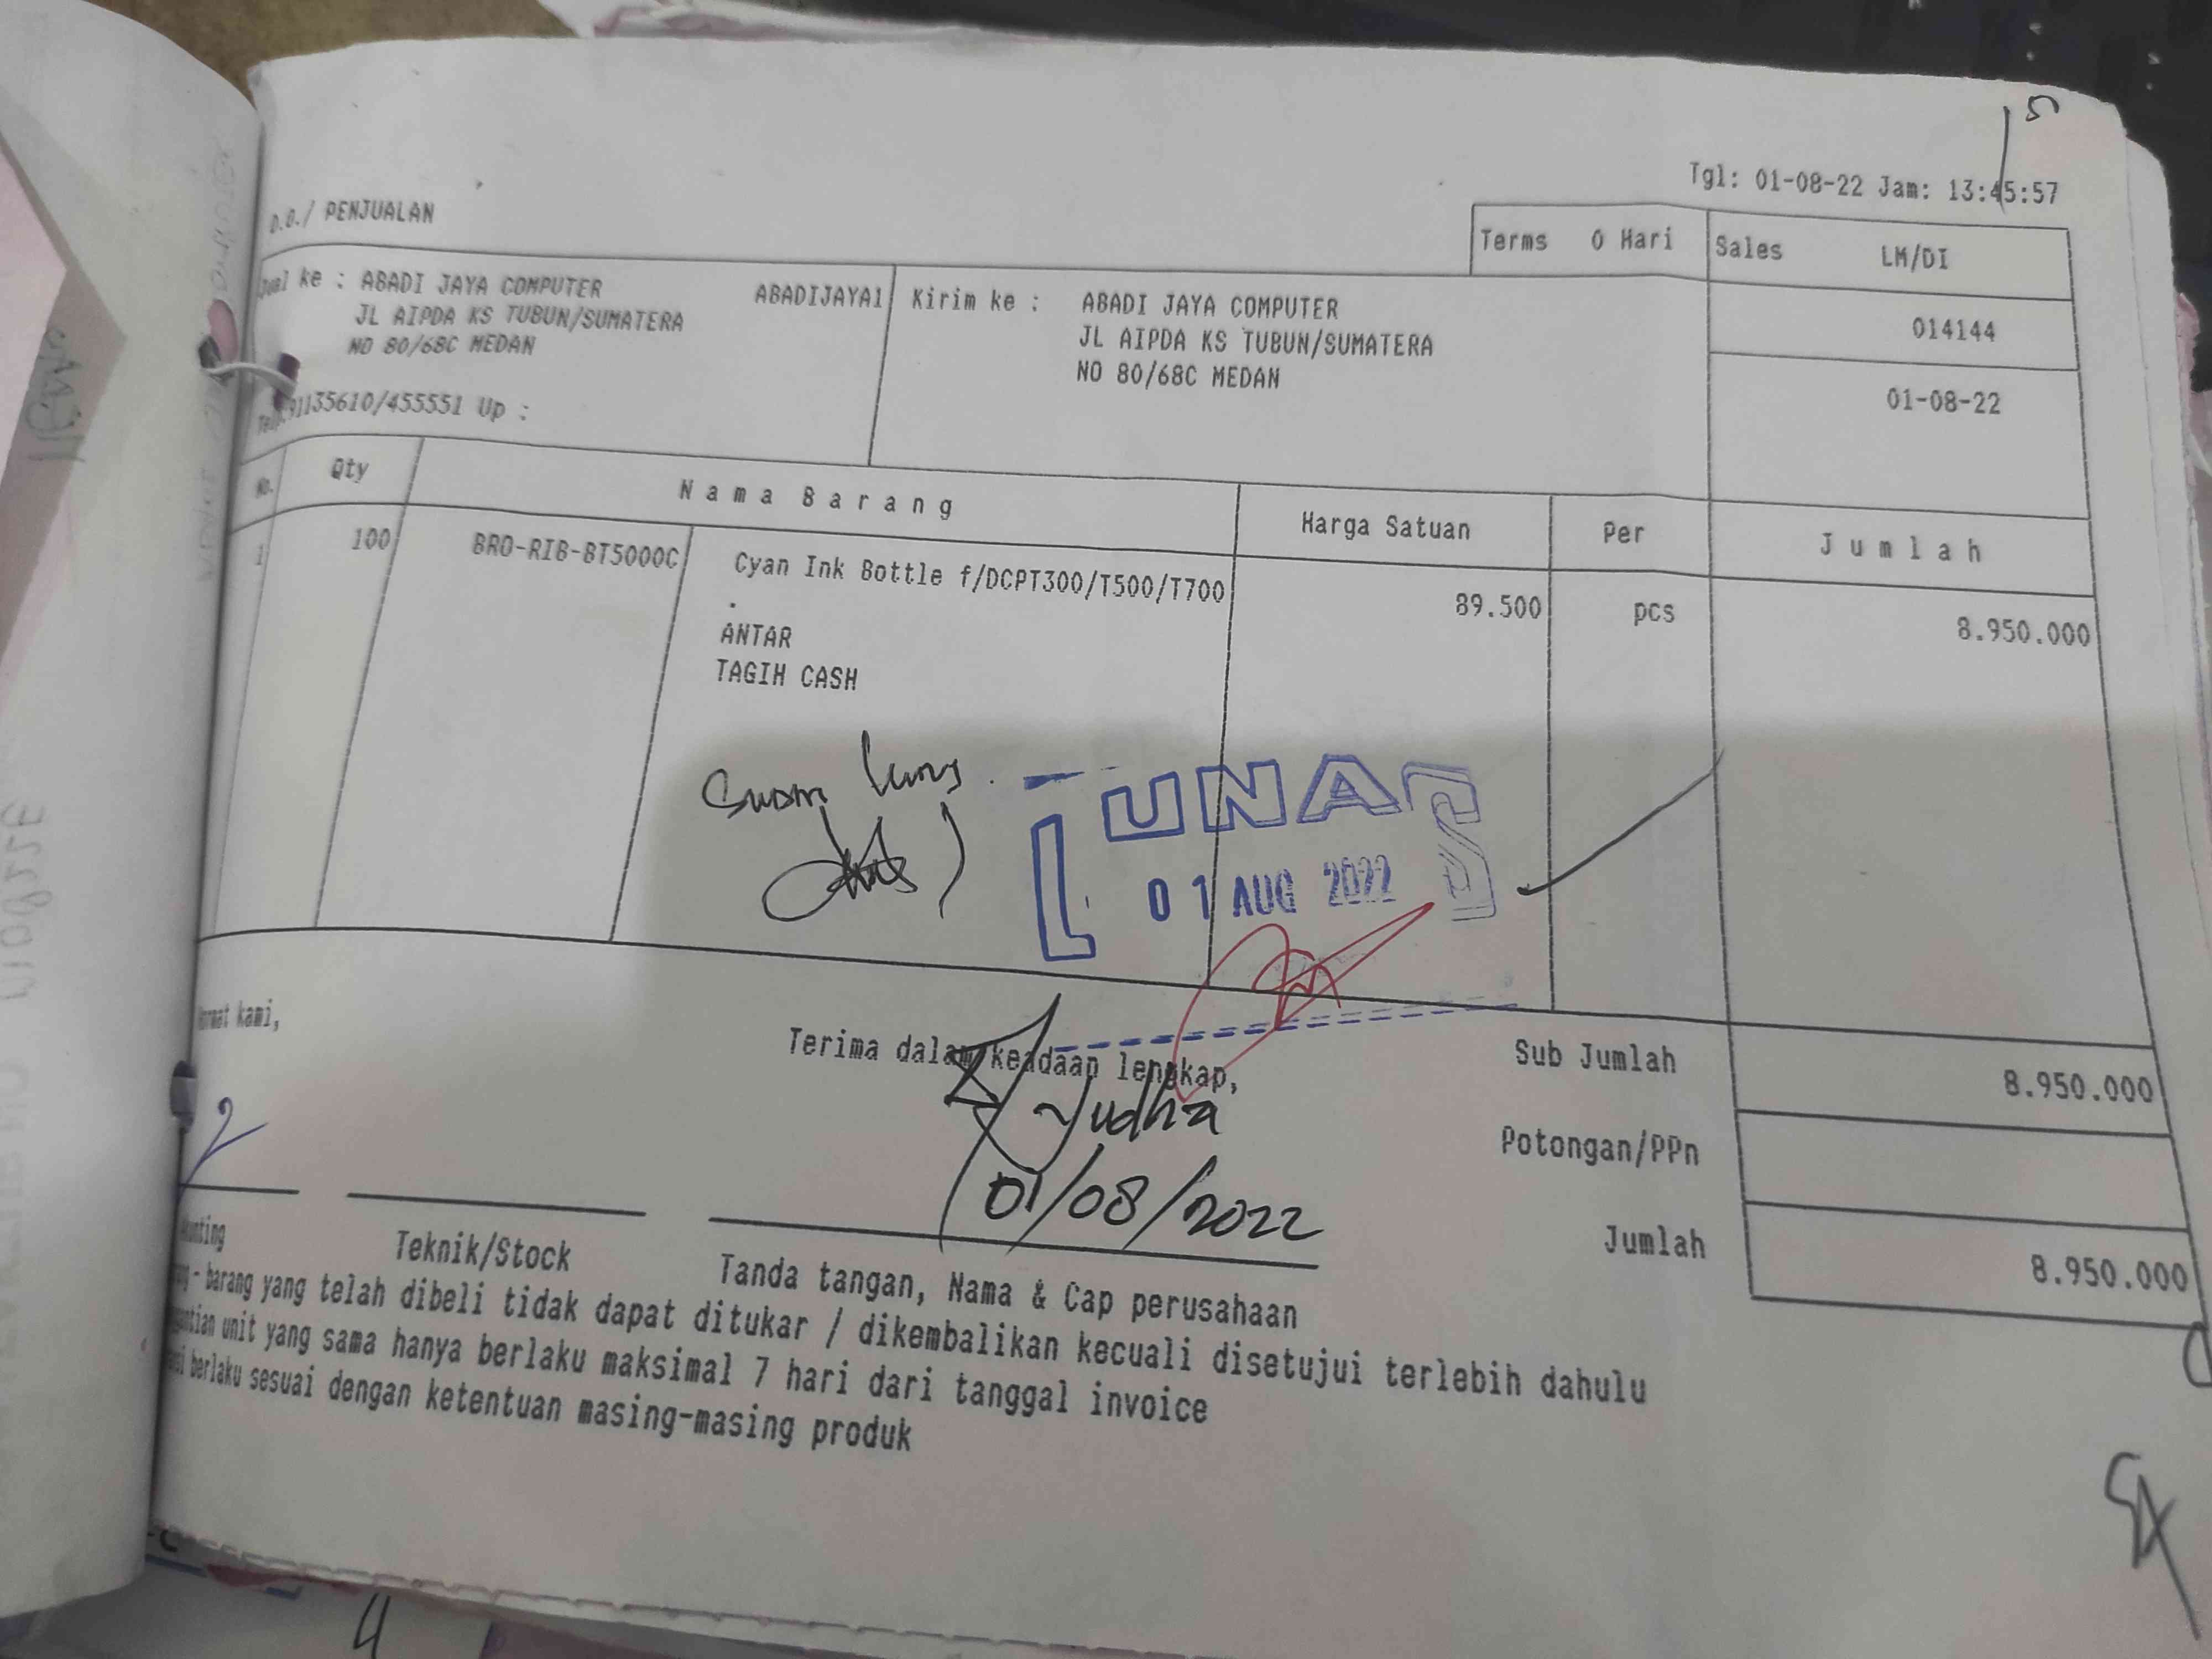 Tgl: 01-08-22 Jam: 13:45:57
D.O./ PENJUALAN
Terms 0 Hari Sales LM/DI
ke : ABADI JAYA COMPUTER ABADIJAYA1
JL AIPDA KS TUBUN/SUMATERA
NO 80/68C MEDAN
91135610/455551 Up :
Kirim ke : ABADI JAYA COMPUTER
JL AIPDA KS TUBUN/SUMATERA
NO 80/68C MEDAN
014144
01-08-22
No. Qty Nama Barang Harga Satuan Per Jumlah
1 100 BRO-RIB-BT5000C Cyan Ink Bottle f/DCPT300/T500/T700 89.500 pcs 8.950.000
.
ANTAR
TAGIH CASH
LUNAS
01 AUG 2022
kami,
Terima dalam keadaan lengkap,
Yudha
01/08/2022
Sub Jumlah 8.950.000
Potongan/PPn
Jumlah 8.950.000
Teknik/Stock
Tanda tangan, Nama & Cap perusahaan
- barang yang telah dibeli tidak dapat ditukar / dikembalikan kecuali disetujui terlebih dahulu
unit yang sama hanya berlaku maksimal 7 hari dari tanggal invoice
berlaku sesuai dengan ketentuan masing-masing produk